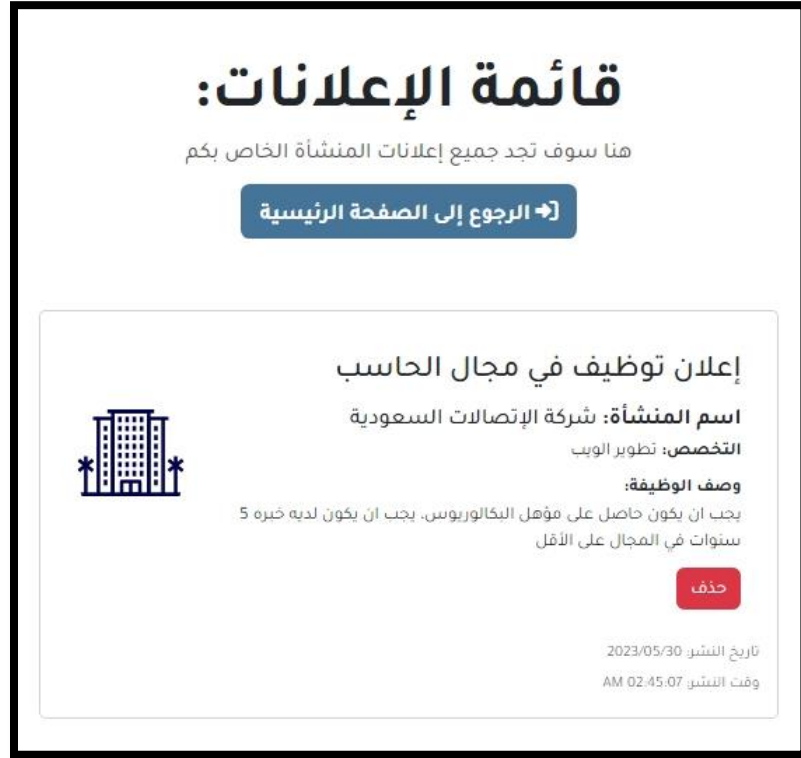 قائمة الإعلانات:
هنا سوف تجد جميع إعلانات المنشأة الخاص بكم
الرجوع إلى الصفحة الرئيسية
إعلان توظيف في مجال الحاسب
اسم المنشأة: شركة الإتصالات السعودية
التخصص: تطوير الويب
وصف الوظيفة:
يجب ان يكون حاصل على مؤهل البكالوريوس، يجب ان يكون لديه خبره 5
سنوات في المجال على الأقل
حذف
تاريخ النشر: 2023/05/30
وقت النشر: 02:45:07 AM